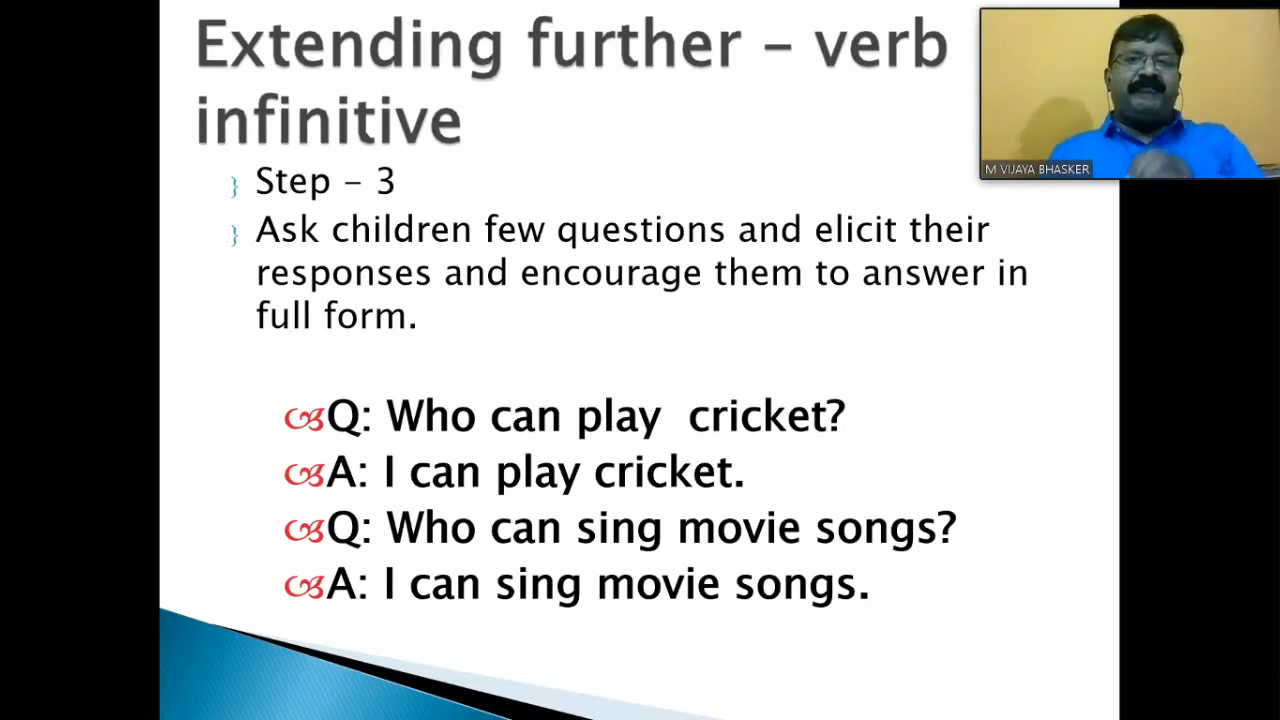 Extending further – verb
infinitive
Step – 3
Ask children few questions and elicit their
responses and encourage them to answer in
full form.
Q: Who can play cricket?
A: I can play cricket.
Q: Who can sing movie songs?
A: I can sing movie songs.
M VIJAYA BHASKER